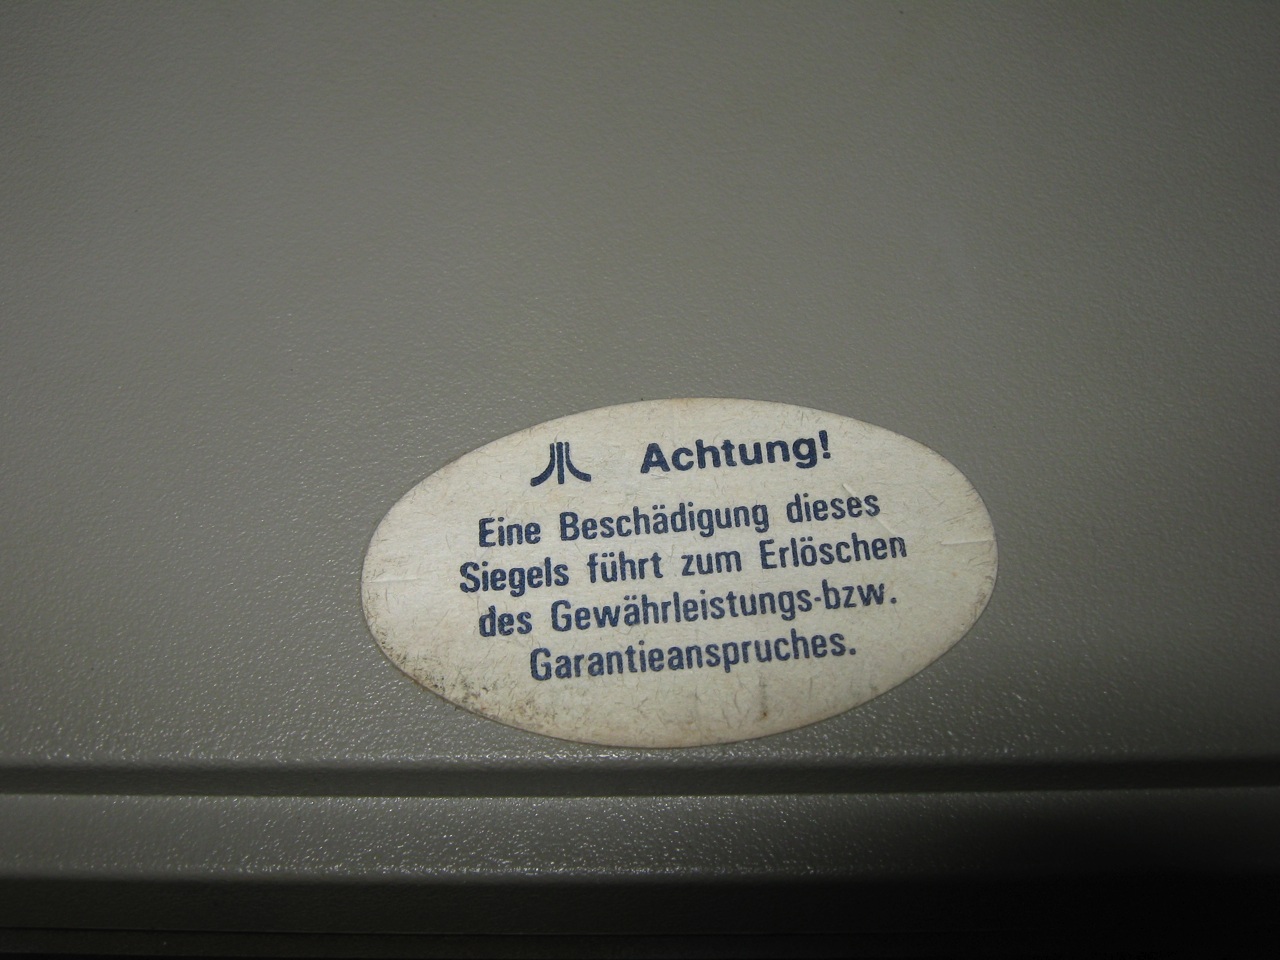 Achtung!
Eine Beschädigung dieses
Siegels führt zum Erlöschen
des Gewährleistungs-bzw.
Garantieanspruches.